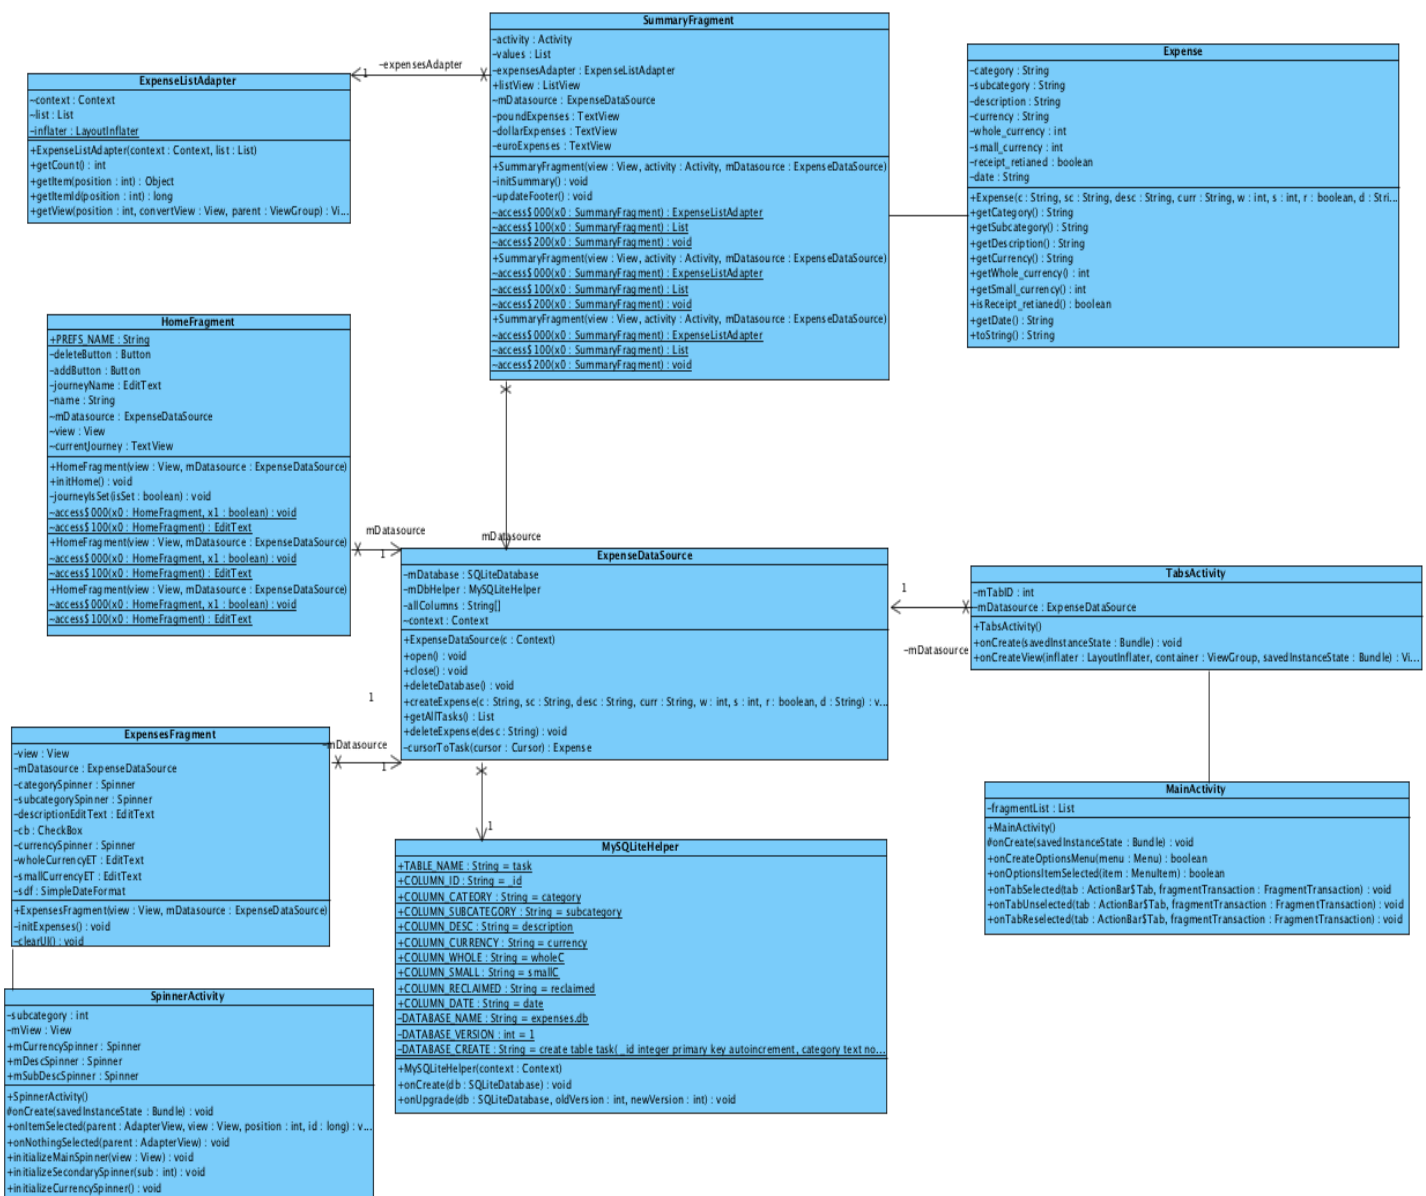 SummaryFragment
-activity : Activity
-values : List
-expensesAdapter : ExpenseListAdapter
+listView : ListView
~mDatasource : ExpenseDataSource
-poundExpenses : TextView
-dollarExpenses : TextView
-euroExpenses : TextView
+SummaryFragment(view : View, activity : Activity, mDatasource : ExpenseDataSource)
-initSummary() : void
-updateFooter() : void
~access$000(x0 : SummaryFragment) : ExpenseListAdapter
~access$100(x0 : SummaryFragment) : List
~access$200(x0 : SummaryFragment) : void
+SummaryFragment(view : View, activity : Activity, mDatasource : ExpenseDataSource)
~access$000(x0 : SummaryFragment) : ExpenseListAdapter
~access$100(x0 : SummaryFragment) : List
~access$200(x0 : SummaryFragment) : void
+SummaryFragment(view : View, activity : Activity, mDatasource : ExpenseDataSource)
~access$000(x0 : SummaryFragment) : ExpenseListAdapter
~access$100(x0 : SummaryFragment) : List
~access$200(x0 : SummaryFragment) : void
-expensesAdapter
1
ExpenseListAdapter
~context : Context
~list : List
-inflater : LayoutInflater
+ExpenseListAdapter(context : Context, list : List)
+getCount() : int
+getItem(position : int) : Object
+getItemId(position : int) : long
+getView(position : int, convertView : View, parent : ViewGroup) : Vi...
Expense
-category : String
-subcategory : String
-description : String
-currency : String
-whole_currency : int
-small_currency : int
-receipt_retianed : boolean
-date : String
+Expense(c : String, sc : String, desc : String, curr : String, w : int, s : int, r : boolean, d : Stri...
+getCategory() : String
+getSubcategory() : String
+getDescription() : String
+getCurrency() : String
+getWhole_currency() : int
+getSmall_currency() : int
+isReceipt_retianed() : boolean
+getDate() : String
+toString() : String
HomeFragment
+PREFS_NAME : String
-deleteButton : Button
-addButton : Button
-journeyName : EditText
-name : String
~mDatasource : ExpenseDataSource
~view : View
~currentJourney : TextView
+HomeFragment(view : View, mDatasource : ExpenseDataSource)
+initHome() : void
-journeyIsSet(isSet : boolean) : void
~access$000(x0 : HomeFragment, x1 : boolean) : void
~access$100(x0 : HomeFragment) : EditText
+HomeFragment(view : View, mDatasource : ExpenseDataSource)
~access$000(x0 : HomeFragment, x1 : boolean) : void
~access$100(x0 : HomeFragment) : EditText
+HomeFragment(view : View, mDatasource : ExpenseDataSource)
~access$000(x0 : HomeFragment, x1 : boolean) : void
~access$100(x0 : HomeFragment) : EditText
mDatasource
1
mDatasource
ExpenseDataSource
-mDatabase : SQLiteDatabase
-mDbHelper : MySQLiteHelper
-allColumns : String[]
~context : Context
+ExpenseDataSource(c : Context)
+open() : void
+close() : void
+deleteDatabase() : void
+createExpense(c : String, sc : String, desc : String, curr : String, w : int, s : int, r : boolean, d : String) : v...
+getAllTasks() : List
+deleteExpense(desc : String) : void
-cursorToTask(cursor : Cursor) : Expense
1
-mDatasource
TabsActivity
-mTabID : int
-mDatasource : ExpenseDataSource
+TabsActivity()
+onCreate(savedInstanceState : Bundle) : void
+onCreateView(inflater : LayoutInflater, container : ViewGroup, savedInstanceState : Bundle) : Vi...
1
-mDatasource
1
ExpensesFragment
-view : View
-mDatasource : ExpenseDataSource
-categorySpinner : Spinner
-subcategorySpinner : Spinner
-descriptionEditText : EditText
-cb : CheckBox
-currencySpinner : Spinner
-wholeCurrencyET : EditText
-smallCurrencyET : EditText
-sdf : SimpleDateFormat
+ExpensesFragment(view : View, mDatasource : ExpenseDataSource)
-initExpenses() : void
-clearUI() : void
MainActivity
-fragmentList : List
+MainActivity()
#onCreate(savedInstanceState : Bundle) : void
+onCreateOptionsMenu(menu : Menu) : boolean
+onOptionsItemSelected(item : MenuItem) : boolean
+onTabSelected(tab : ActionBar$Tab, fragmentTransaction : FragmentTransaction) : void
+onTabUnselected(tab : ActionBar$Tab, fragmentTransaction : FragmentTransaction) : void
+onTabReselected(tab : ActionBar$Tab, fragmentTransaction : FragmentTransaction) : void
1
MySQLiteHelper
+TABLE_NAME : String = task
+COLUMN_ID : String = _id
+COLUMN_CATEORY : String = category
+COLUMN_SUBCATEGORY : String = subcategory
+COLUMN_DESC : String = description
+COLUMN_CURRENCY : String = currency
+COLUMN_WHOLE : String = wholeC
+COLUMN_SMALL : String = smallC
+COLUMN_RECLAIMED : String = reclaimed
+COLUMN_DATE : String = date
-DATABASE_NAME : String = expenses.db
-DATABASE_VERSION : int = 1
-DATABASE_CREATE : String = create table task( _id integer primary key autoincrement, category text no...
+MySQLiteHelper(context : Context)
+onCreate(db : SQLiteDatabase) : void
+onUpgrade(db : SQLiteDatabase, oldVersion : int, newVersion : int) : void
SpinnerActivity
-subcategory : int
-mView : View
+mCurrencySpinner : Spinner
+mDescSpinner : Spinner
+mSubDescSpinner : Spinner
+SpinnerActivity()
#onCreate(savedInstanceState : Bundle) : void
+onItemSelected(parent : AdapterView, view : View, position : int, id : long) : v...
+onNothingSelected(parent : AdapterView) : void
+initializeMainSpinner(view : View) : void
+initializeSecondarySpinner(sub : int) : void
+initializeCurrencySpinner() : void